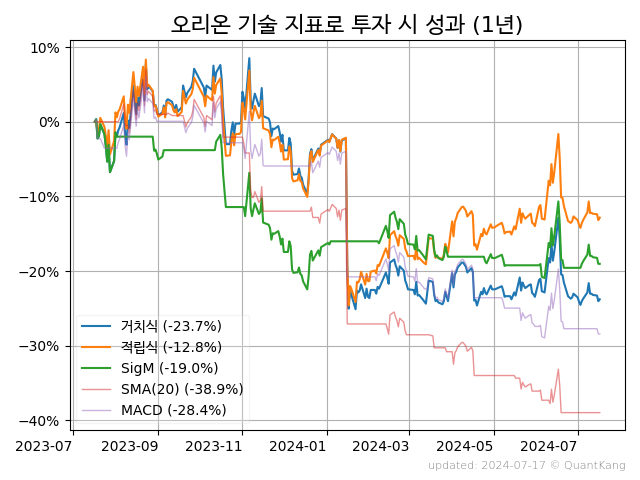 오리온 기술 지표로 투자 시 성과 (1년)
10%
0%
−10%
−20%
−30%
−40%
거치식 (-23.7%)
적립식 (-12.8%)
SigM (-19.0%)
SMA(20) (-38.9%)
MACD (-28.4%)
2023-07 2023-09 2023-11 2024-01 2024-03 2024-05 2024-07
updated: 2024-07-17 © QuantKang